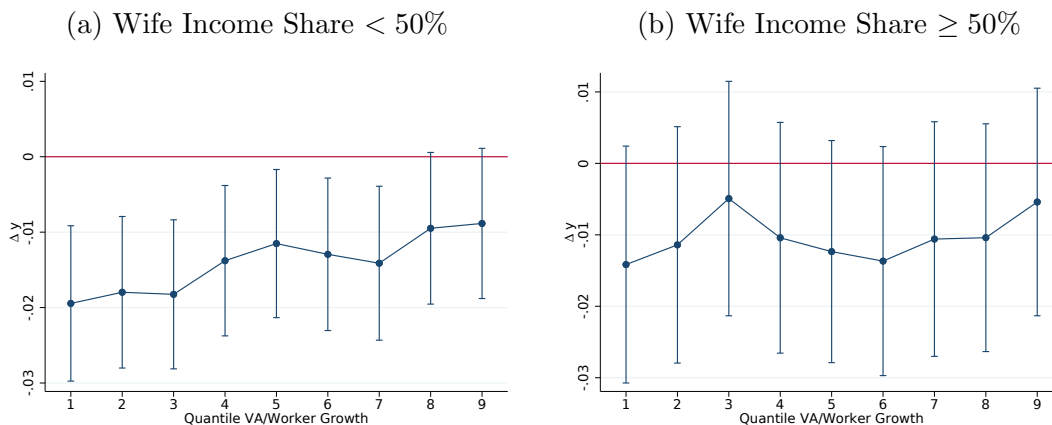 (a) Wife Income Share < 50%
.01
0
-.01
-.02
-.03
Δ y
1 2 3 4 5 6 7 8 9
Quantile VA/Worker Growth
(b) Wife Income Share ≥ 50%
.01
0
-.01
-.02
-.03
Δ y
1 2 3 4 5 6 7 8 9
Quantile VA/Worker Growth